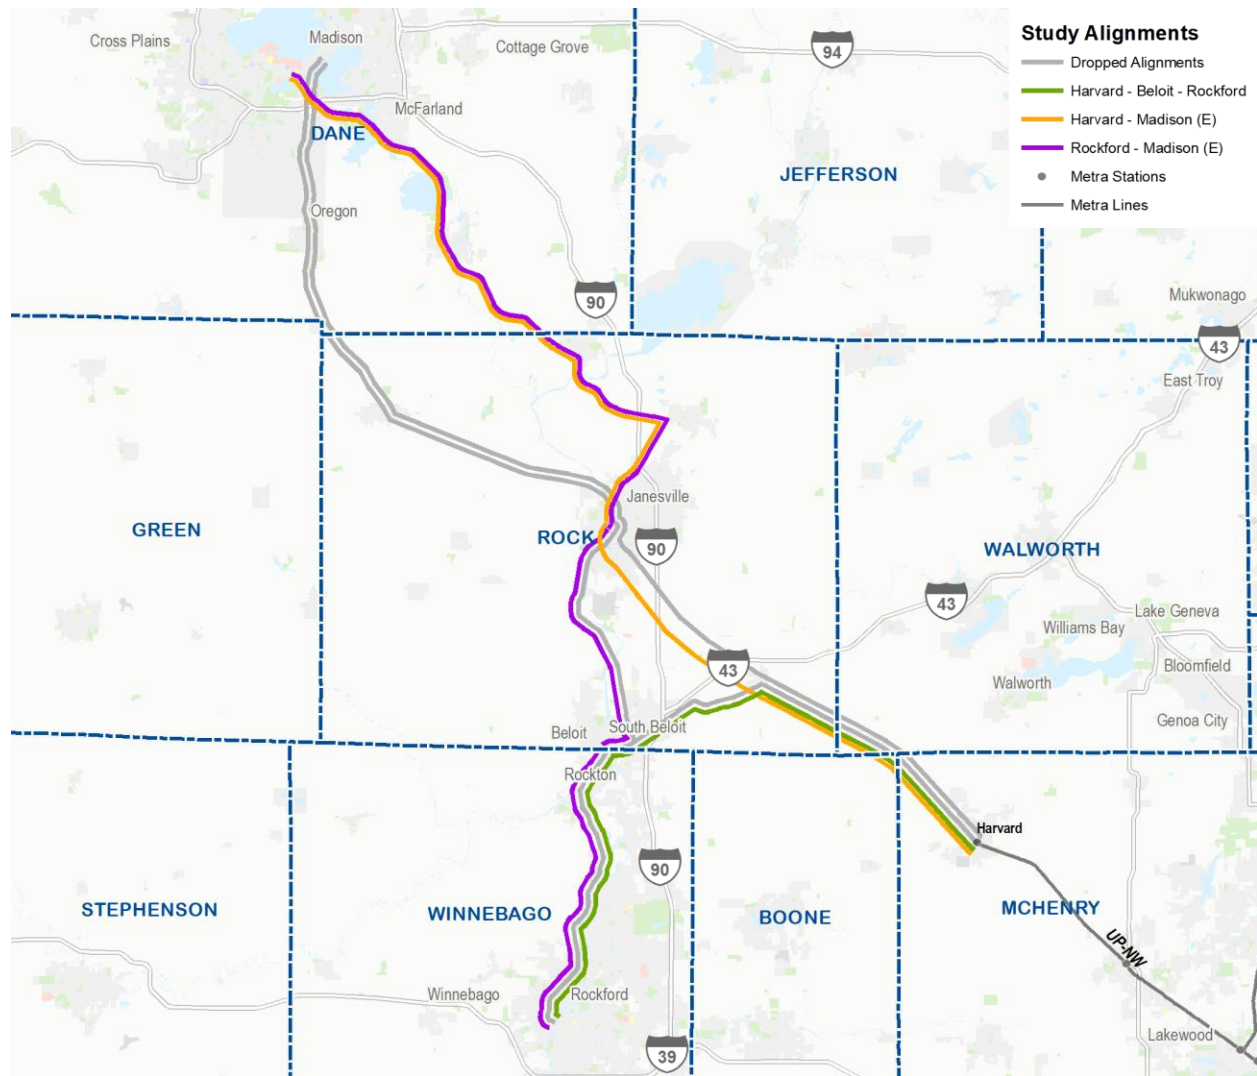 Study Alignments
Dropped Alignments
Harvard - Beloit - Rockford
Harvard - Madison (E)
Rockford - Madison (E)
Metra Stations
Metra Lines
Cross Plains
Madison
Cottage Grove
94
McFarland
DANE
JEFFERSON
Oregon
90
Mukwonago
43
East Troy
Janesville
GREEN
ROCK
90
WALWORTH
43
Lake Geneva
Williams Bay
43
Bloomfield
Walworth
Genoa City
Beloit
South Beloit
Rockton
Harvard
90
STEPHENSON
WINNEBAGO
BOONE
MCHENRY
UP-NW
Winnebago
Rockford
39
Lakewood